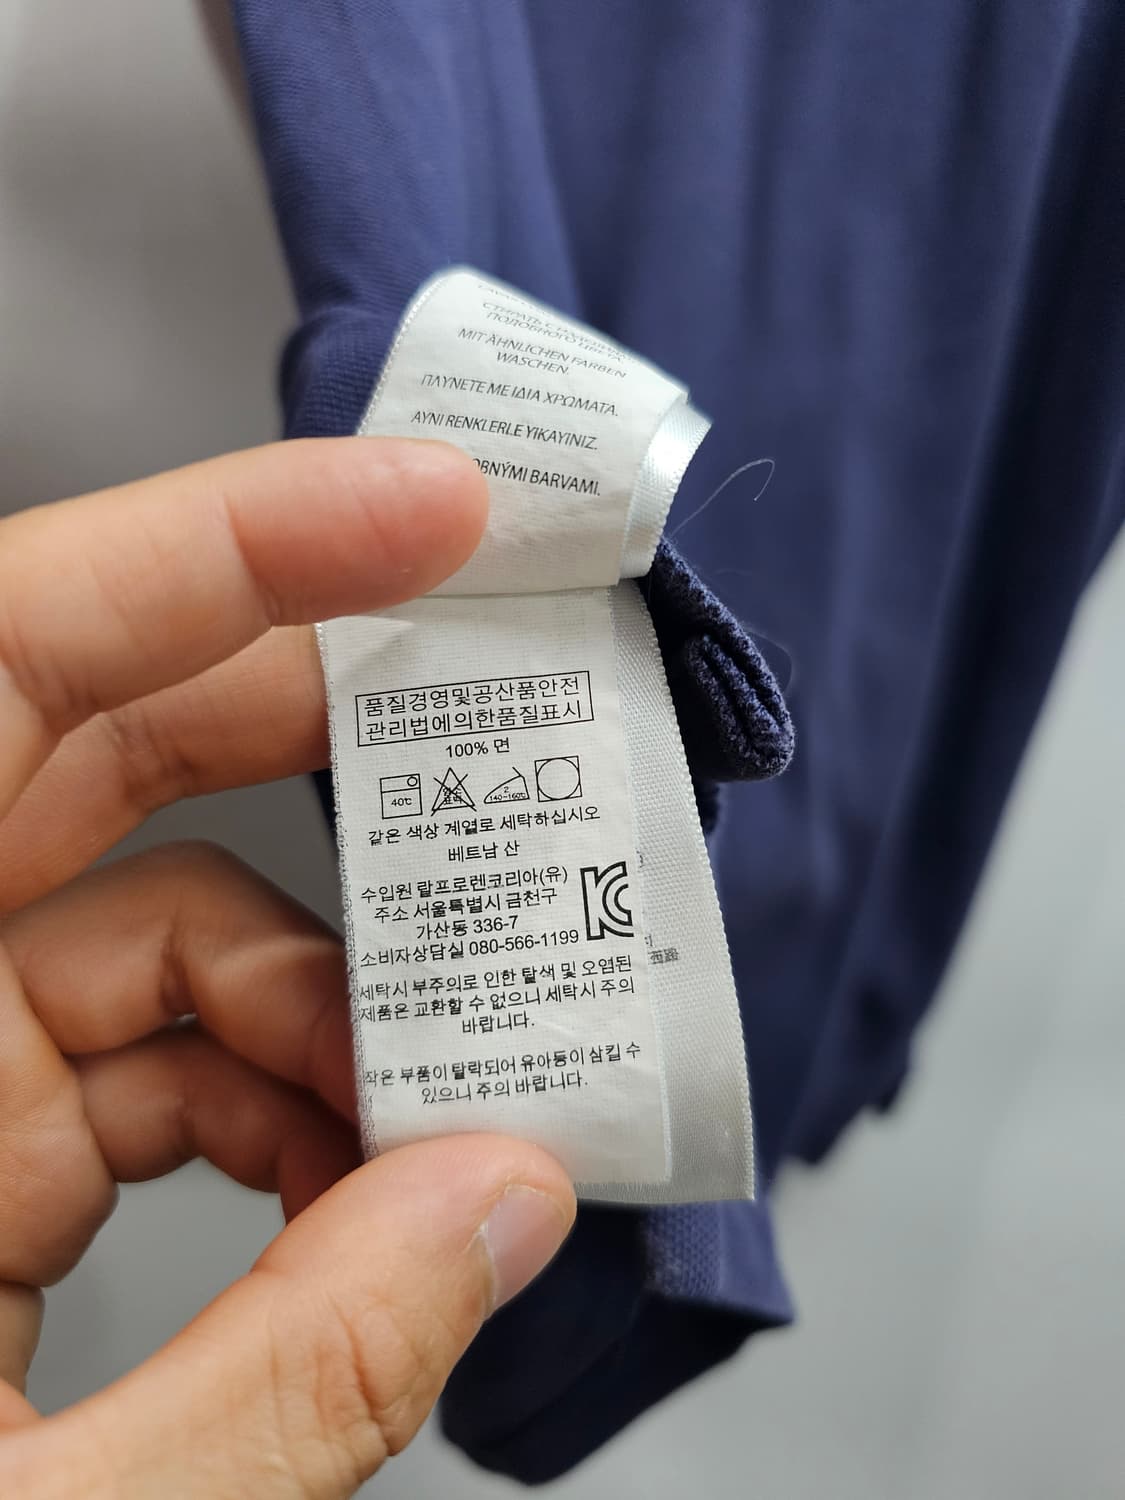 СТИРАТЬ С
ПОДОБНОГО ЦВЕТА.
MIT ÄHNLICHEN FARBEN
WASCHEN.
ΠΛΥΝΕΤΕ ΜΕ ΙΔΙΑ ΧΡΩΜΑΤΑ.
AYNI RENKLERLE YIKAYINIZ.
OBNÝMI BARVAMI.
품질경영및공산품안전
관리법에의한품질표시
100% 면
40℃
2
140~160℃
같은 색상 계열로 세탁하십시오
베트남 산
수입원 랄프로렌코리아(유)
주소 서울특별시 금천구
가산동 336-7
소비자상담실 080-566-1199
세탁시 부주의로 인한 탈색 및 오염된
제품은 교환할 수 없으니 세탁시 주의
바랍니다.
작은 부품이 탈락되어 유아등이 삼킬 수
있으니 주의 바랍니다.